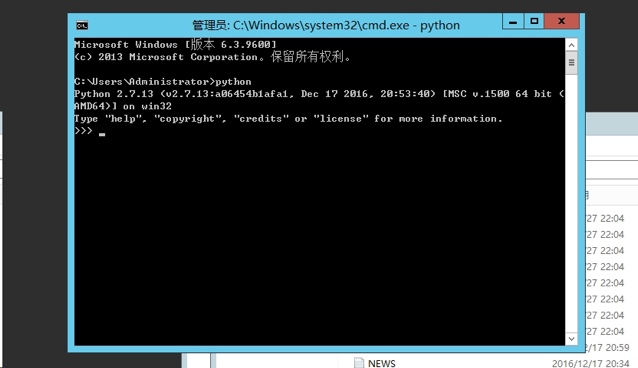 管理员: C:\Windows\system32\cmd.exe - python
Microsoft Windows [版本 6.3.9600]
(c) 2013 Microsoft Corporation。保留所有权利。
C:\Users\Administrator>python
Python 2.7.13 (v2.7.13:a06454b1afa1, Dec 17 2016, 20:53:40) [MSC v.1500 64 bit (
AMD64)] on win32
Type "help", "copyright", "credits" or "license" for more information.
>>>
/27 22:04
/27 22:04
/27 22:04
/27 22:04
/27 22:04
/27 22:04
/27 22:04
/27 22:04
2/17 20:59
NEWS 2016/12/17 20:34